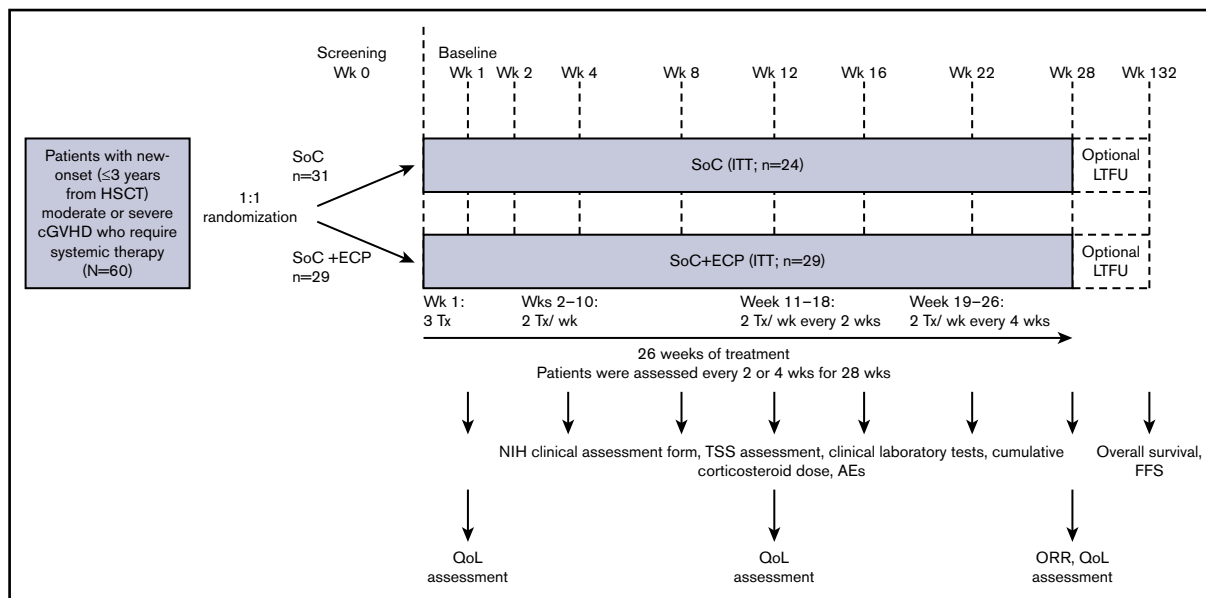 Screening
Wk 0
Baseline
Wk 1
Wk 2
Wk 4
Wk 8
Wk 12
Wk 16
Wk 22
Wk 28
Wk 132
Patients with new-
onset (≤3 years
from HSCT)
moderate or severe
cGVHD who require
systemic therapy
(N=60)
1:1
randomization
SoC
n=31
SoC +ECP
n=29
SoC (ITT; n=24)
Optional
LTFU
SoC+ECP (ITT; n=29)
Optional
LTFU
Wk 1:
3 Tx
Wks 2–10:
2 Tx/ wk
Week 11–18:
2 Tx/ wk every 2 wks
Week 19–26:
2 Tx/ wk every 4 wks
26 weeks of treatment
Patients were assessed every 2 or 4 wks for 28 wks
NIH clinical assessment form, TSS assessment, clinical laboratory tests, cumulative
corticosteroid dose, AEs
Overall survival,
FFS
QoL
assessment
QoL
assessment
ORR, QoL
assessment